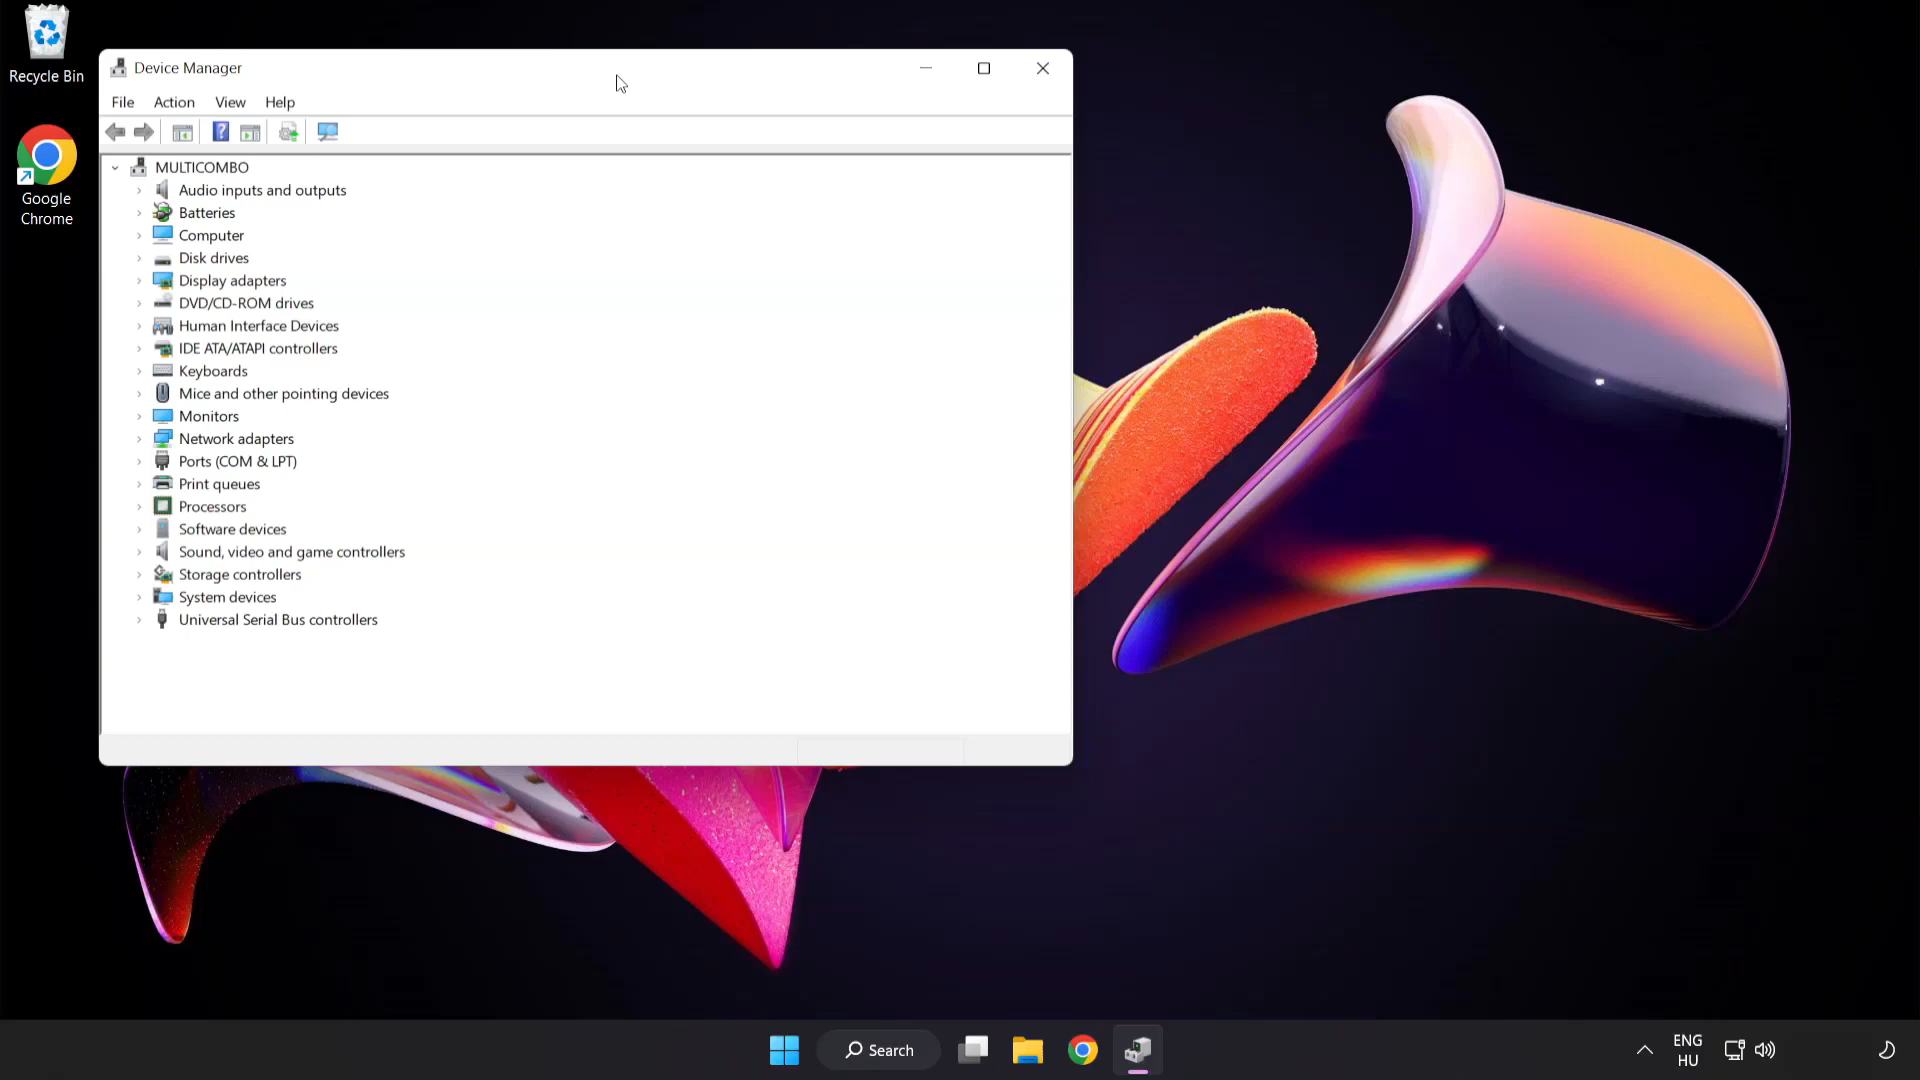 Recycle Bin
Google
Chrome
Device Manager
File Action View Help
MULTICOMBO
Audio inputs and outputs
Batteries
Computer
Disk drives
Display adapters
DVD/CD-ROM drives
Human Interface Devices
IDE ATA/ATAPI controllers
Keyboards
Mice and other pointing devices
Monitors
Network adapters
Ports (COM & LPT)
Print queues
Processors
Software devices
Sound, video and game controllers
Storage controllers
System devices
Universal Serial Bus controllers
Search
ENG
HU